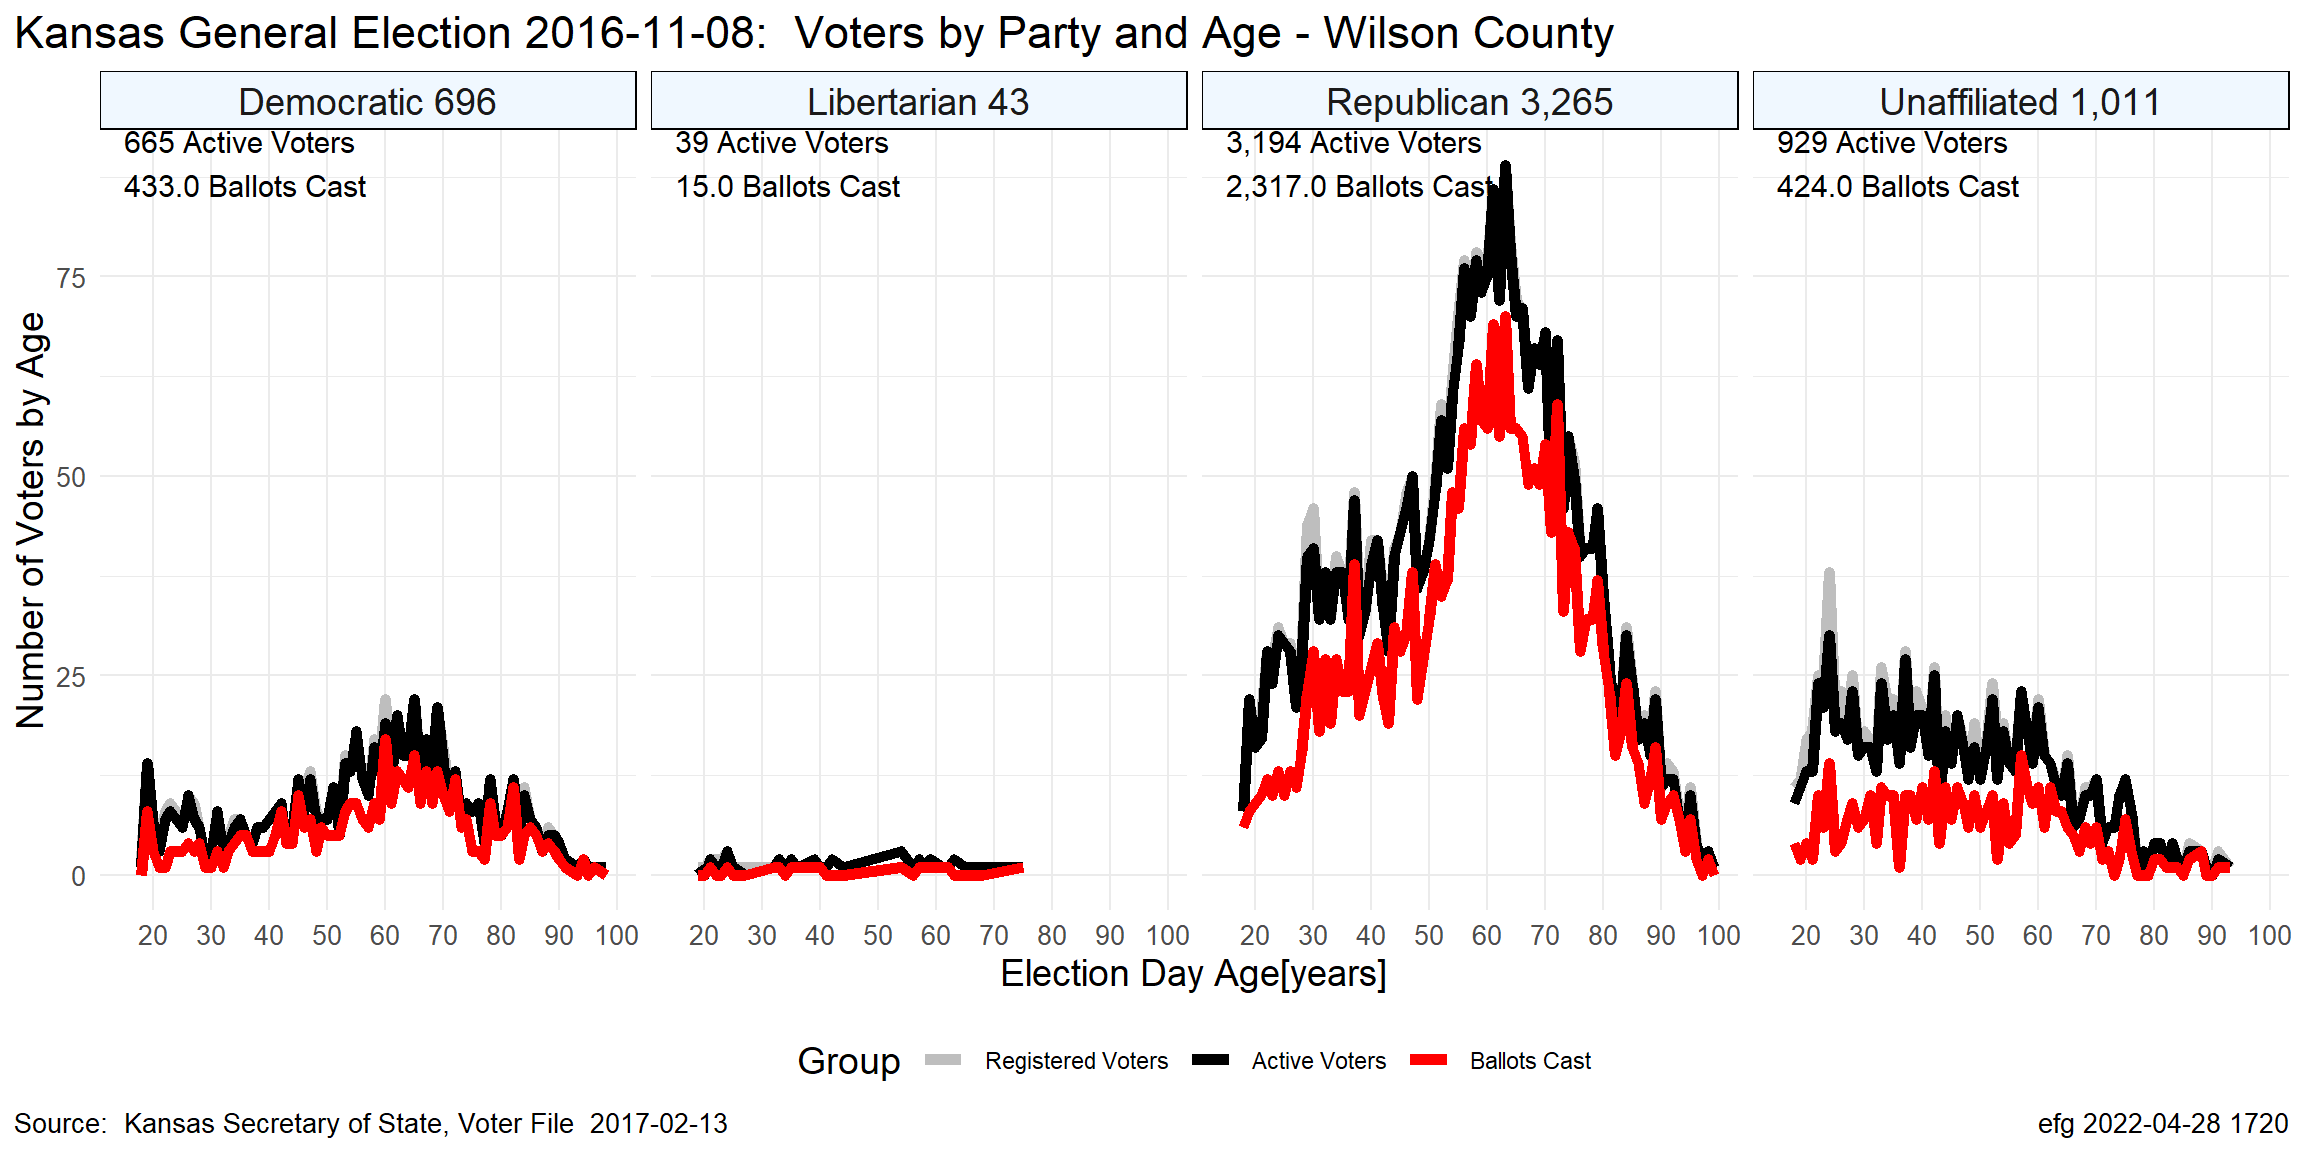 Kansas General Election 2016-11-08:  Voters by Party and Age - Wilson County
Democratic 696
Libertarian 43
Republican 3,265
Unaffiliated 1,011
665 Active Voters
433.0 Ballots Cast
39 Active Voters
15.0 Ballots Cast
3,194 Active Voters
2,317.0 Ballots Cast
929 Active Voters
424.0 Ballots Cast
Number of Voters by Age
75
50
25
0
20 30 40 50 60 70 80 90 100
20 30 40 50 60 70 80 90 100
20 30 40 50 60 70 80 90 100
20 30 40 50 60 70 80 90 100
Election Day Age[years]
Group Registered Voters Active Voters Ballots Cast
Source:  Kansas Secretary of State, Voter File  2017-02-13
efg 2022-04-28 1720